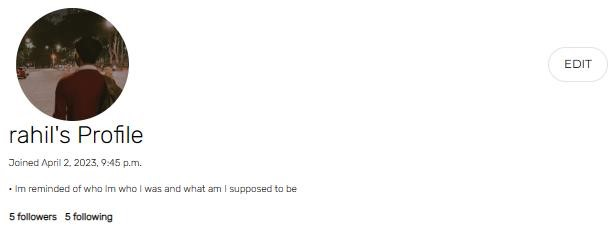 EDIT
rahil's Profile
Joined April 2, 2023, 9:45 p.m.
• Im reminded of who Im who I was and what am I supposed to be
5 followers 5 following